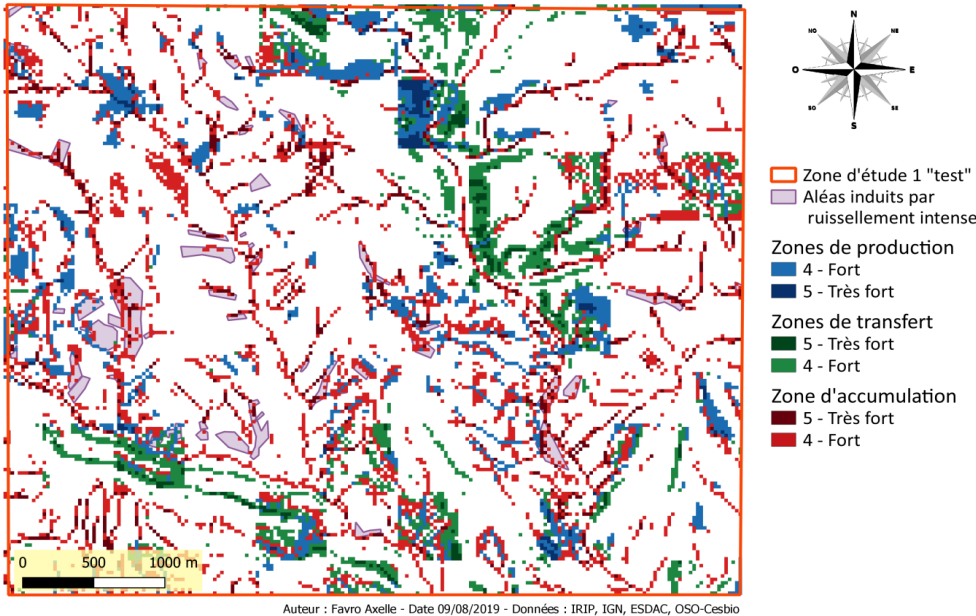 N
NO
NE
O
E
SO
SE
S
Zone d'étude 1 "test"
Aléas induits par
ruissellement intense
Zones de production
4 - Fort
5 - Très fort
Zones de transfert
5 - Très fort
4 - Fort
Zone d'accumulation
5 - Très fort
4 - Fort
0 500 1000 m
Auteur : Favro Axelle - Date 09/08/2019 - Données : IRIP, IGN, ESDAC, OSO-Cesbio